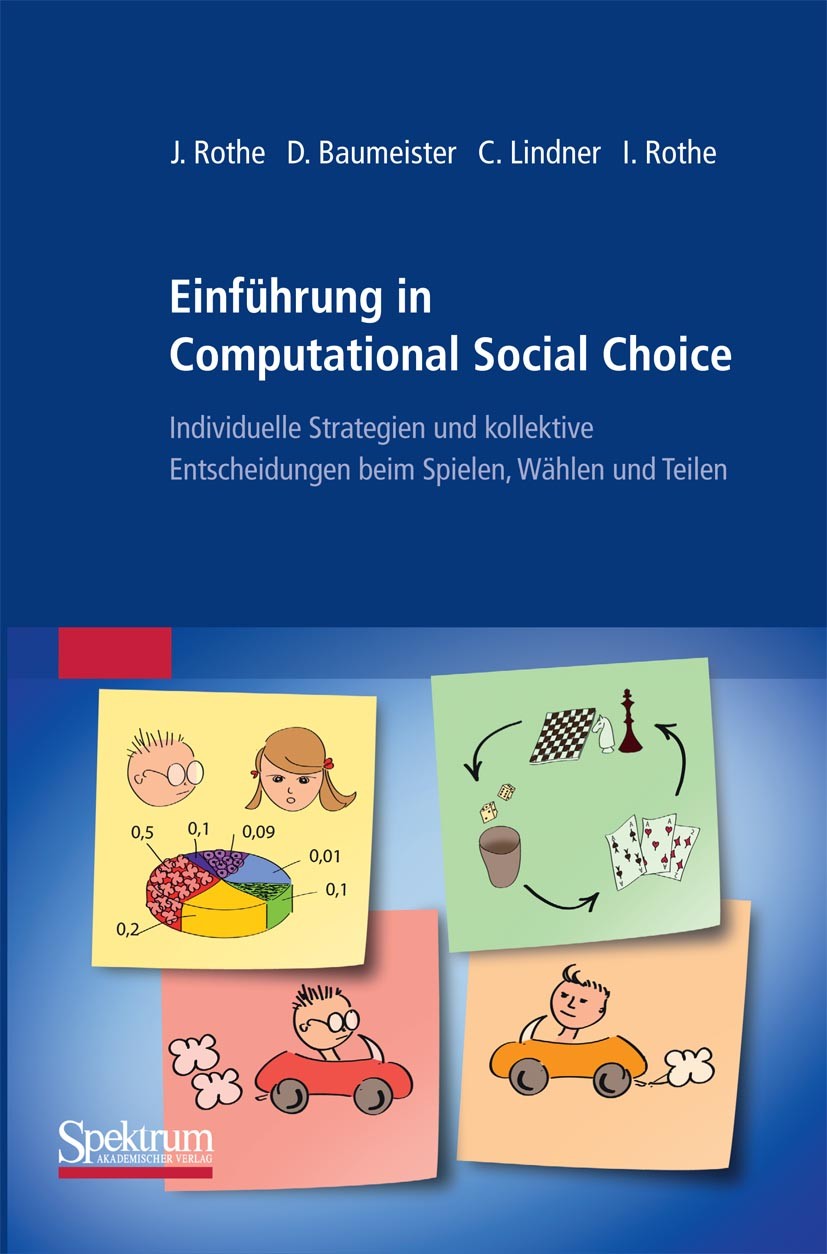 J. Rothe D. Baumeister C. Lindner I. Rothe
Einführung in
Computational Social Choice
Individuelle Strategien und kollektive
Entscheidungen beim Spielen, Wählen und Teilen
0,5
0,1
0,09
0,01
0,1
0,2
A
A
A
2
Spektrum
AKADEMISCHER VERLAG